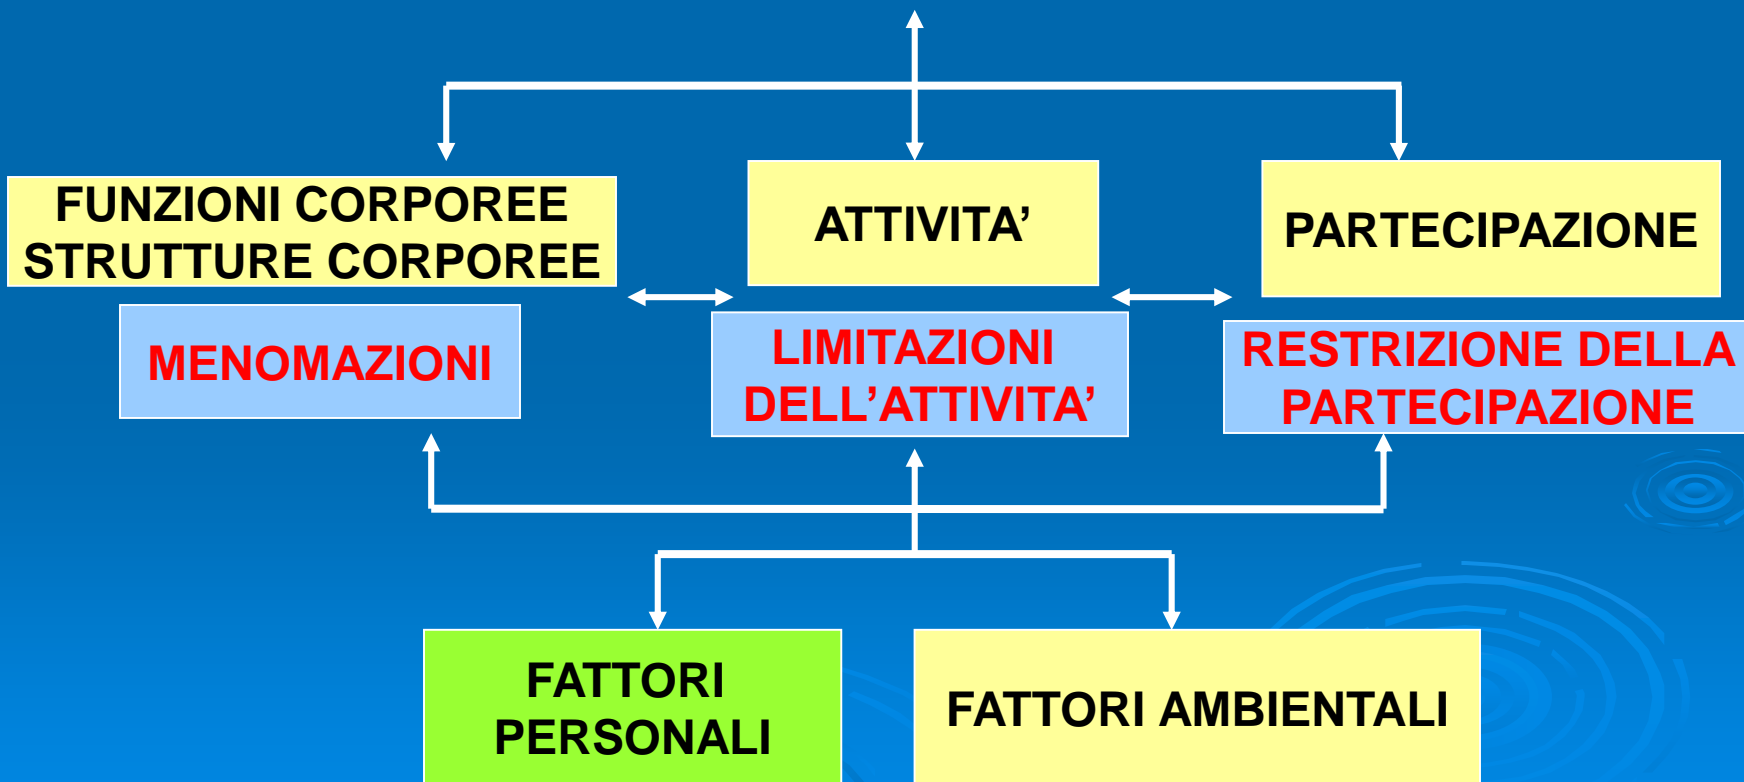 FUNZIONI CORPOREE
STRUTTURE CORPOREE
ATTIVITA’
PARTECIPAZIONE
MENOMAZIONI
LIMITAZIONI
DELL’ATTIVITA’
RESTRIZIONE DELLA
PARTECIPAZIONE
FATTORI
PERSONALI
FATTORI AMBIENTALI